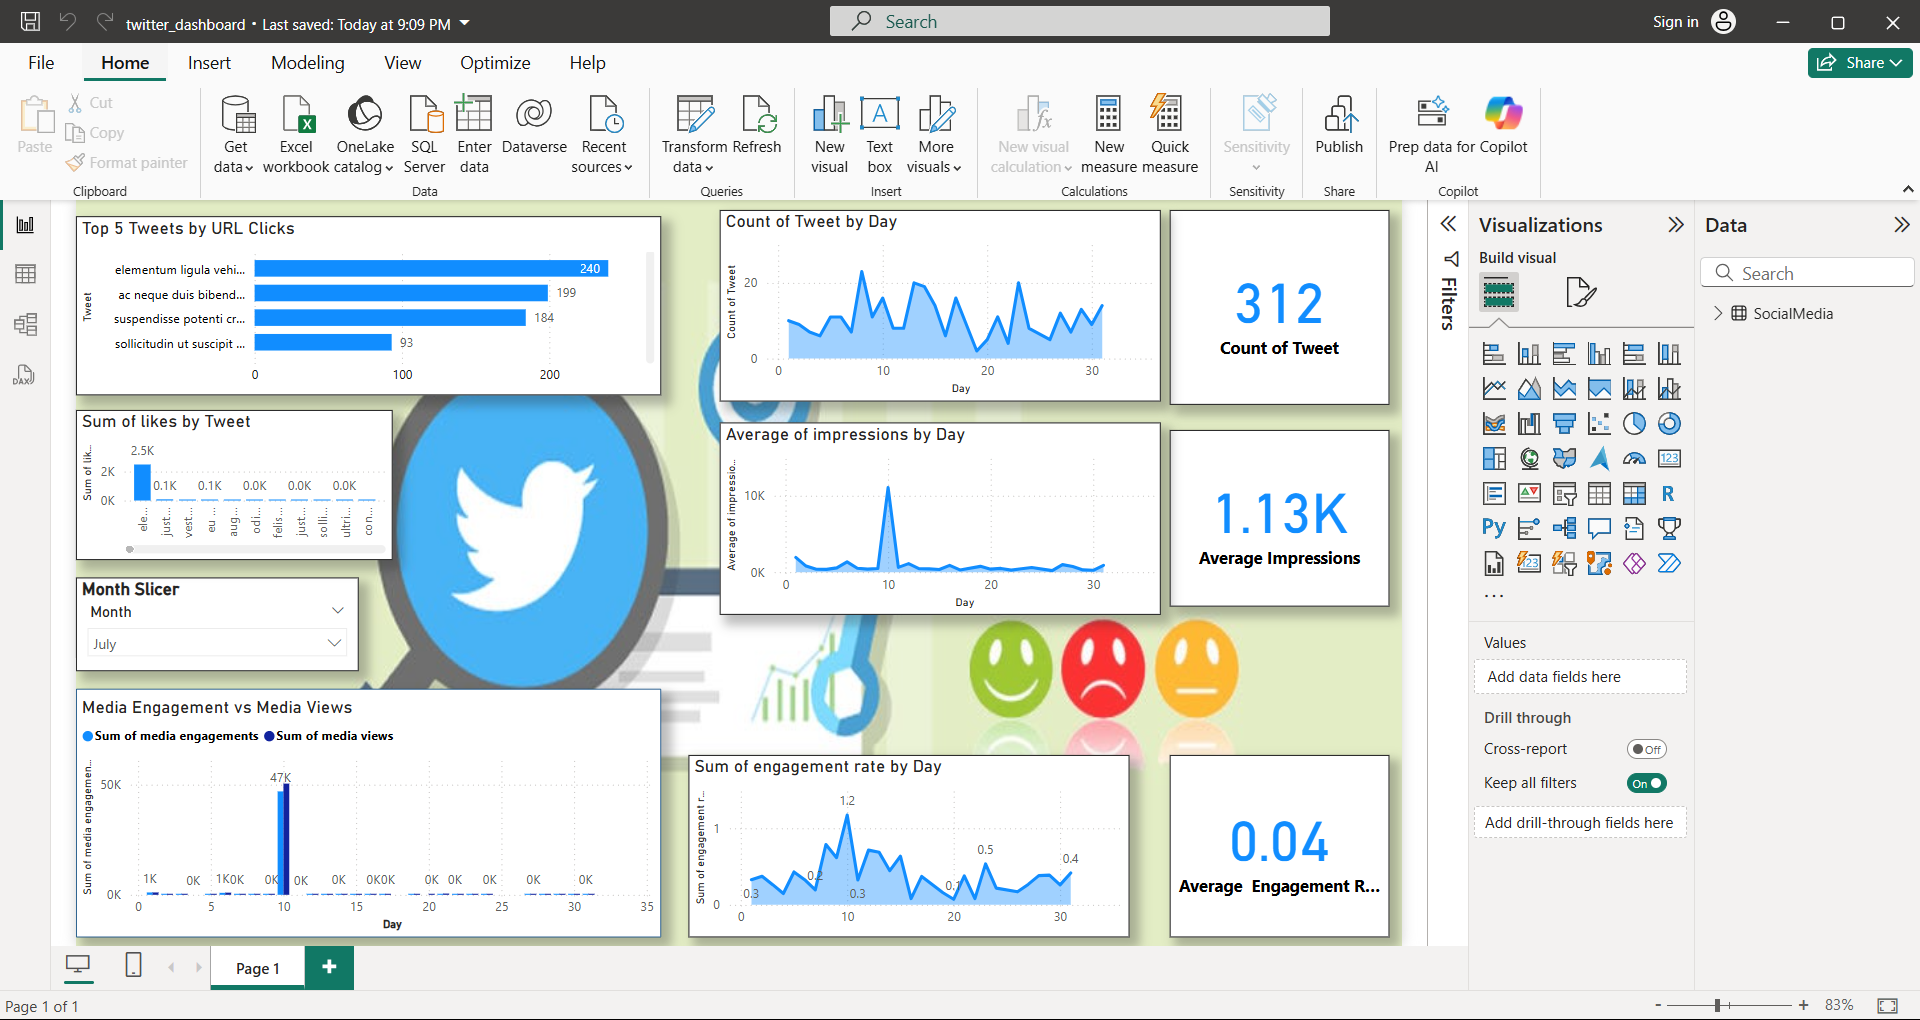 twitter_dashboard • Last saved: Today at 9:09 PM
Search
Sign in
File Home Insert Modeling View Optimize Help
Share
Paste
Cut
Copy
Format painter
Clipboard
Get data
Excel workbook
OneLake catalog
SQL Server
Enter data
Dataverse
Recent sources
Data
Transform data
Refresh
Queries
New visual
Text box
More visuals
Insert
New visual calculation
New measure
Quick measure
Calculations
Sensitivity
Sensitivity
Publish
Share
Prep data for AI
Copilot
Copilot
Top 5 Tweets by URL Clicks
Tweet
elementum ligula vehi... 240
ac neque duis bibend... 199
suspendisse potenti cr... 184
sollicitudin ut suscipit ... 93
0 100 200
Sum of likes by Tweet
Sum of lik...
2K
0K
2.5K
0.1K 0.1K 0.0K 0.0K 0.0K
ele... just... vest... eu ... aug... odi... felis... just... solli... ultri... con...
Month Slicer
Month
July
Media Engagement vs Media Views
Sum of media engagements Sum of media views
Sum of media engagemen...
50K
0K
47K
1K 0K 1K0K 0K 0K 0K 0K0K 0K 0K 0K 0K 0K
0 5 10 15 20 25 30 35
Day
Count of Tweet by Day
Count of Tweet
20
0
0 10 20 30
Day
312
Count of Tweet
Average of impressions by Day
Average of impressio...
10K
0K
0 10 20 30
Day
1.13K
Average Impressions
Sum of engagement rate by Day
Sum of engagement r...
1
0
0.3 0.2 1.2 0.3 0.1 0.5 0.4
0 10 20 30
0.04
Average Engagement R...
Filters
Visualizations
Build visual
123
R
Py
123
...
Values
Add data fields here
Drill through
Cross-report
Off
Keep all filters
On
Add drill-through fields here
Data
Search
SocialMedia
DAX
Page 1
+
Page 1 of 1
- + 83%